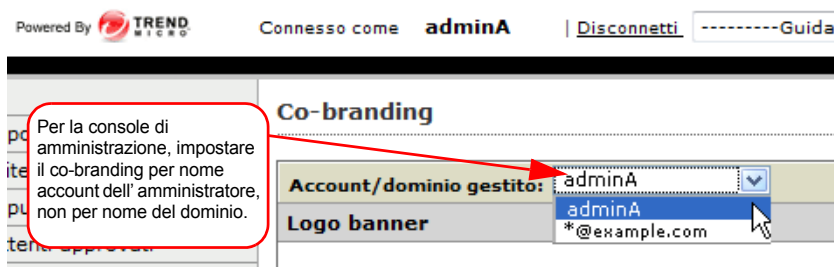 Powered By TREND MICRO Connesso come adminA | Disconnetti ---------Guida
Co-branding
Per la console di
amministrazione, impostare
il co-branding per nome
account dell' amministratore,
non per nome del dominio.
Account/dominio gestito: adminA
adminA
*@example.com
Logo banner